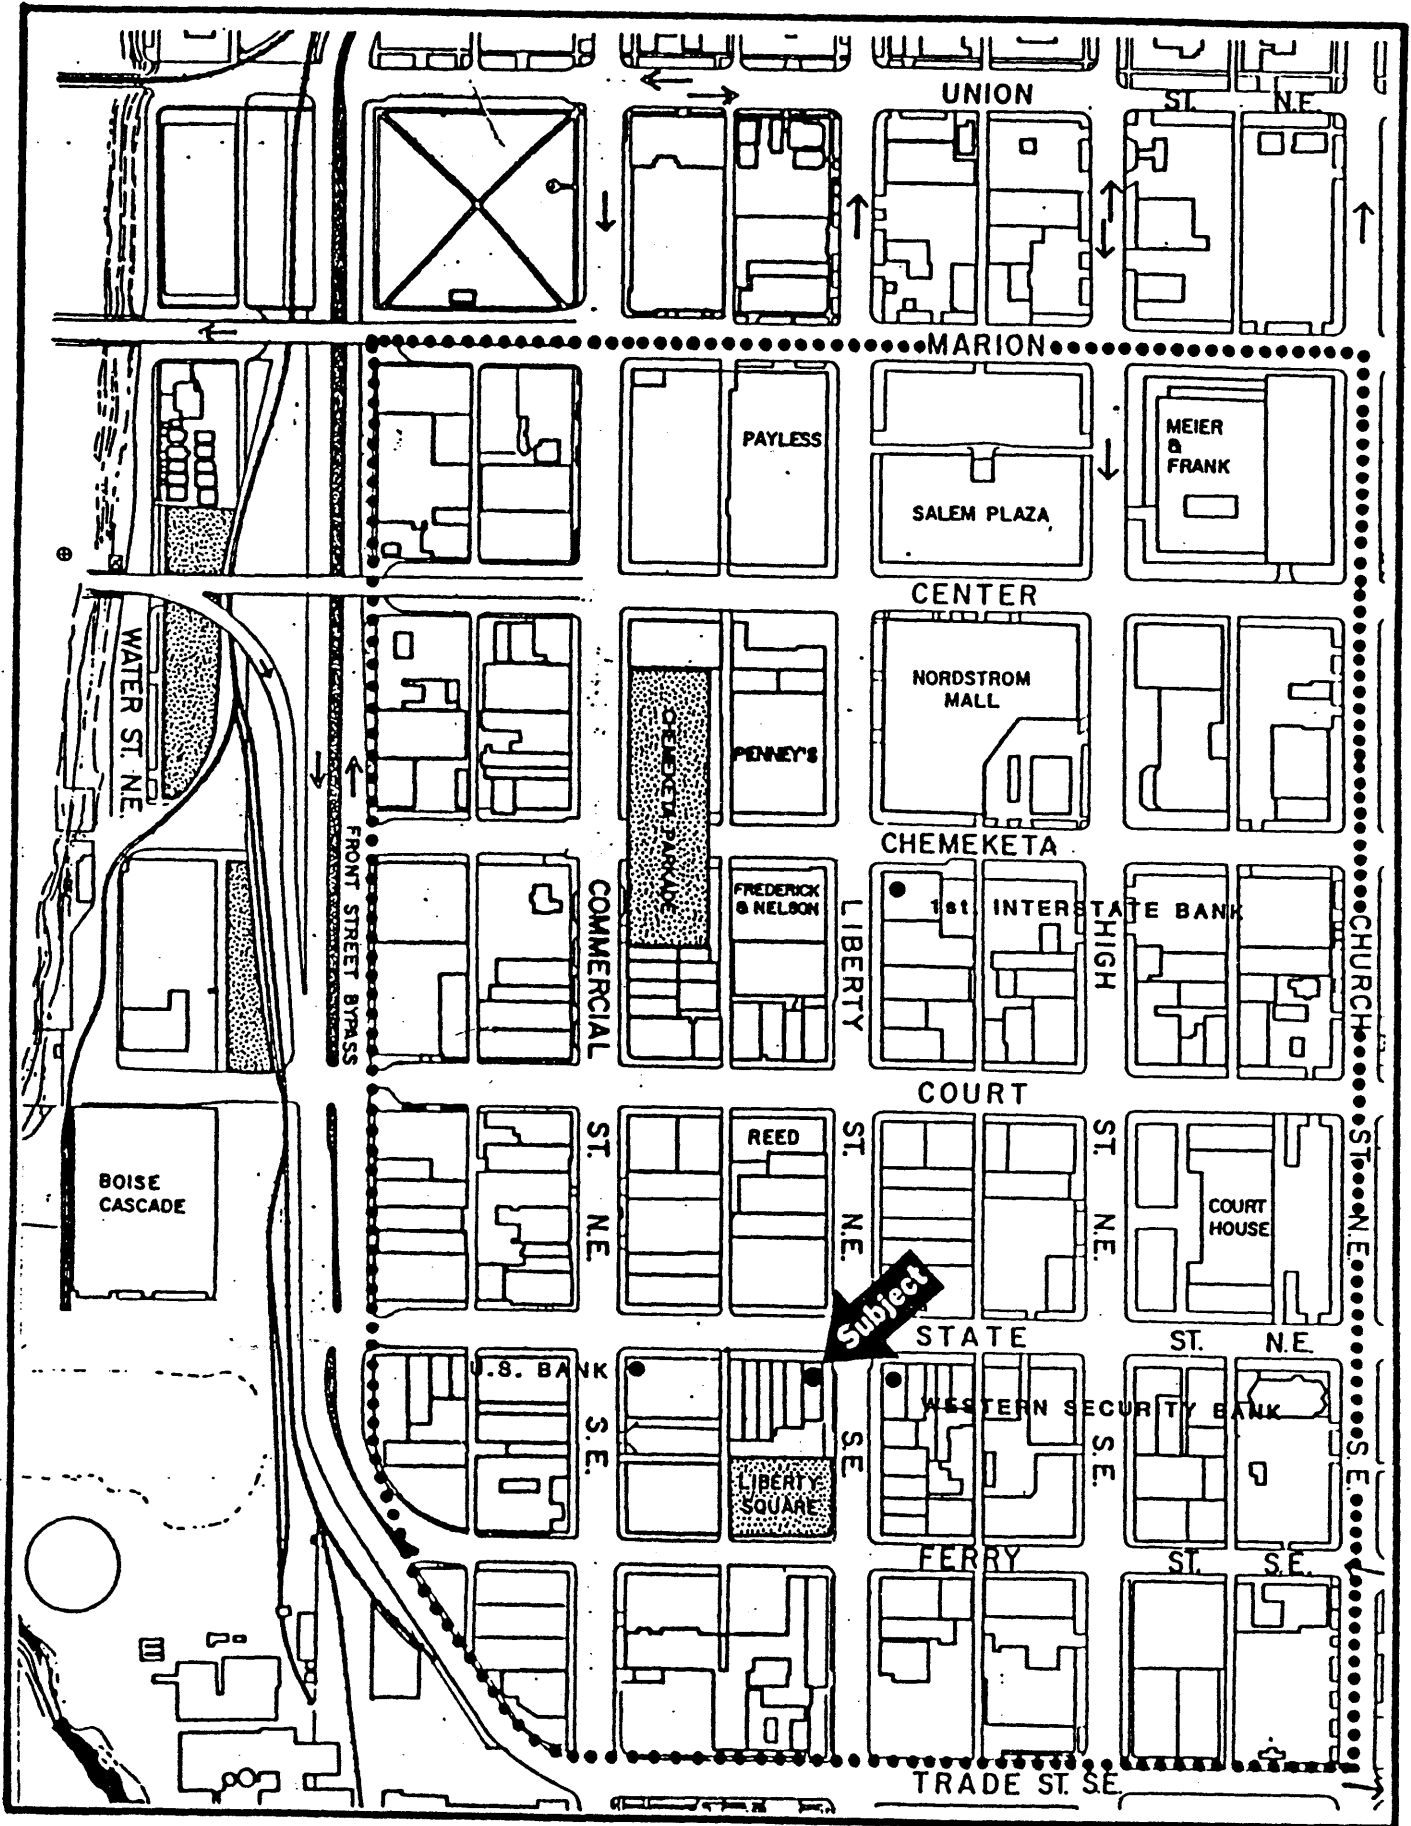 UNION ST. N.E.
MARION
PAYLESS
MEIER
&
FRANK
SALEM PLAZA
CENTER
WATER ST. N.E.
NORDSTROM
MALL
CHEMEKETA PARKADE
PENNEY'S
FRONT STREET BYPASS
CHEMEKETA
COMMERCIAL ST. N.E. S.E.
FREDERICK
& NELSON
LIBERTY ST. N.E. S.E.
1st INTERSTATE BANK
HIGH ST. N.E. S.E.
CHURCH ST. N.E. S.E.
COURT
BOISE
CASCADE
REED
COURT
HOUSE
Subject
STATE ST. N.E.
U.S. BANK
WESTERN SECURITY BANK
LIBERTY
SQUARE
FERRY ST. S.E.
TRADE ST. S.E.